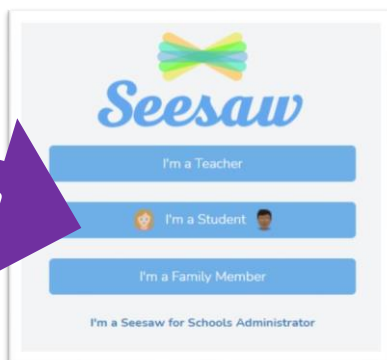 Seesaw
I'm a Teacher
I'm a Student
I'm a Family Member
I'm a Seesaw for Schools Administrator